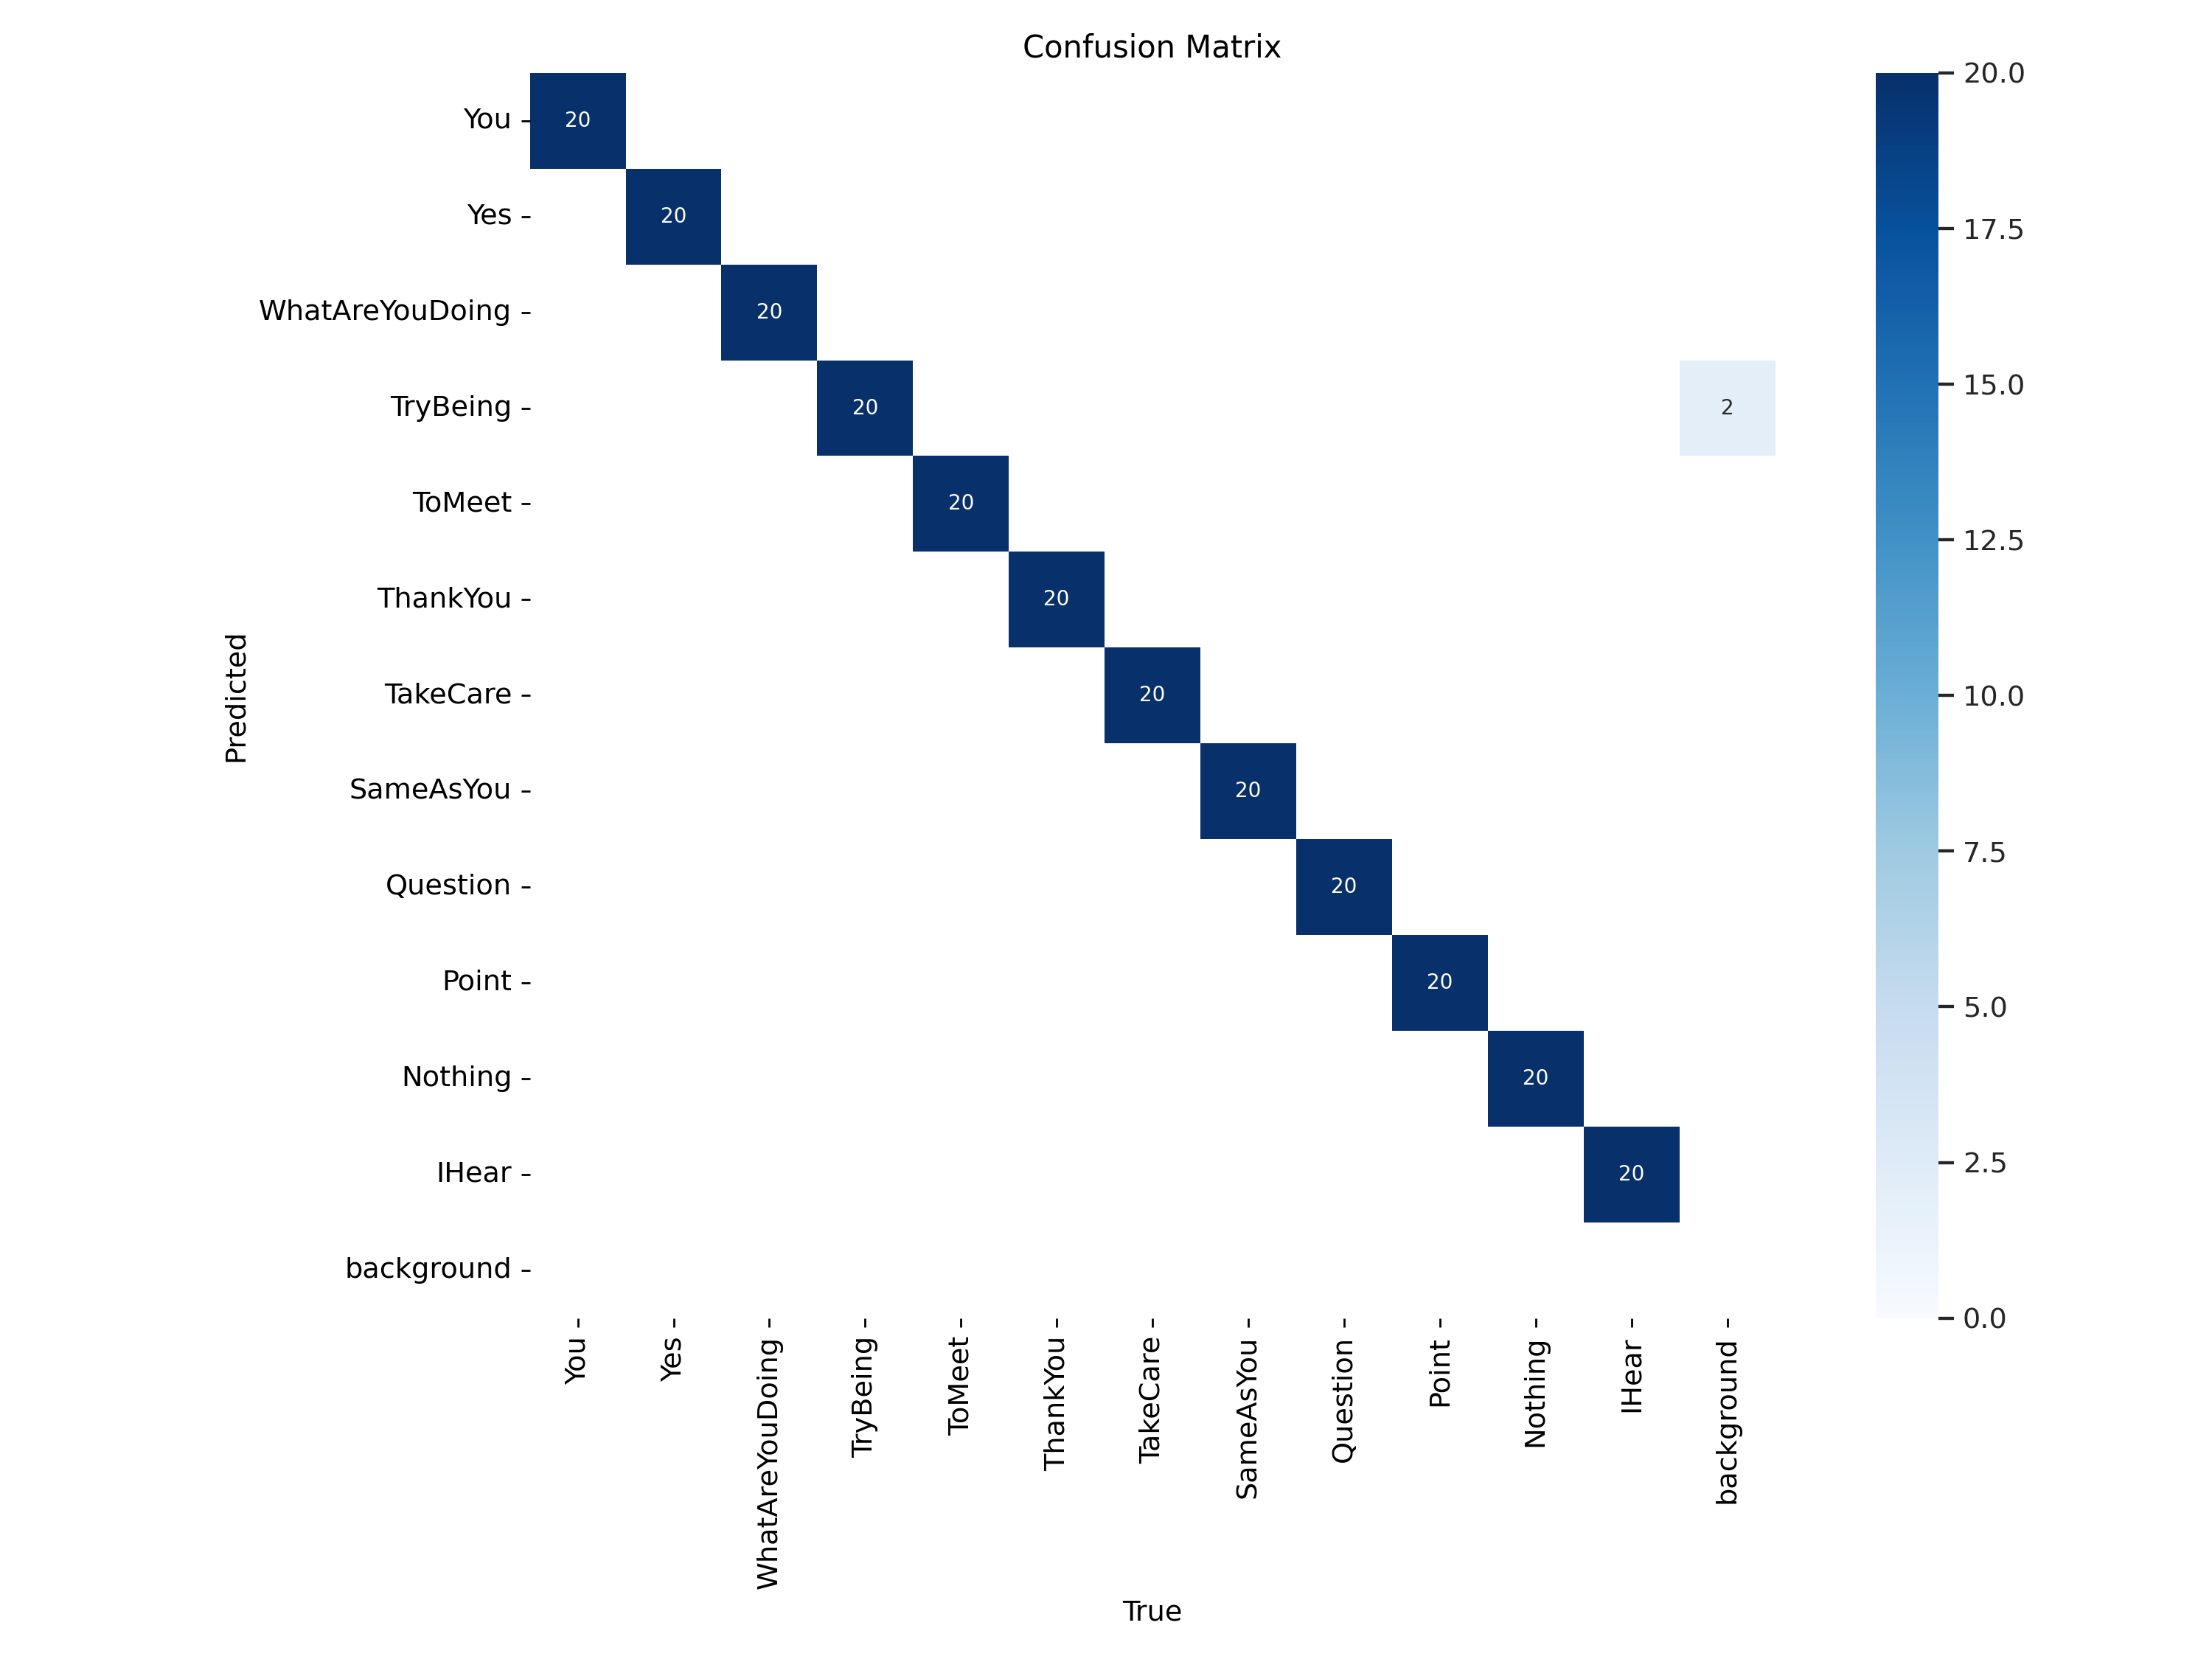 Confusion Matrix
You
20
Yes
20
WhatAreYouDoing
20
TryBeing
20
2
ToMeet
20
ThankYou
20
TakeCare
20
SameAsYou
20
Question
20
Point
20
Nothing
20
IHear
20
background
Predicted
You
Yes
WhatAreYouDoing
TryBeing
ToMeet
ThankYou
TakeCare
SameAsYou
Question
Point
Nothing
IHear
background
True
20.0
17.5
15.0
12.5
10.0
7.5
5.0
2.5
0.0